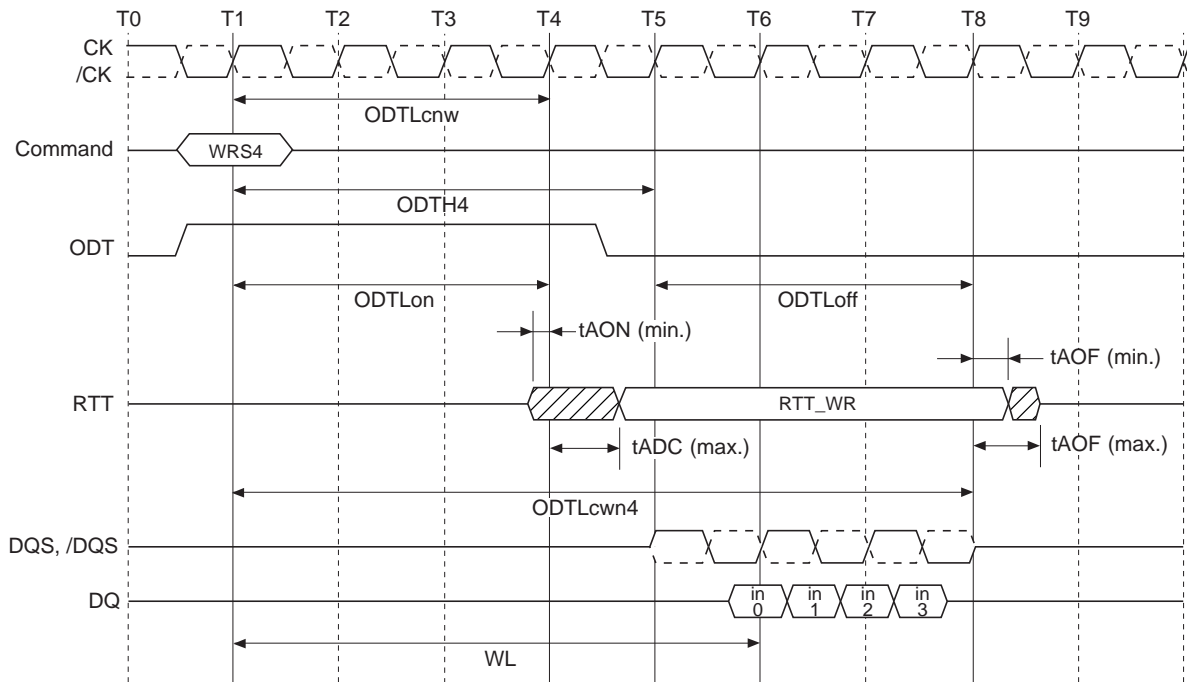 T0 T1 T2 T3 T4 T5 T6 T7 T8 T9
CK
/CK
ODTLcnw
Command
WRS4
ODTH4
ODT
ODTLon
ODTLoff
tAON (min.)
tAOF (min.)
RTT
RTT_WR
tADC (max.)
tAOF (max.)
ODTLcwn4
DQS, /DQS
DQ
in in in in
0 1 2 3
WL